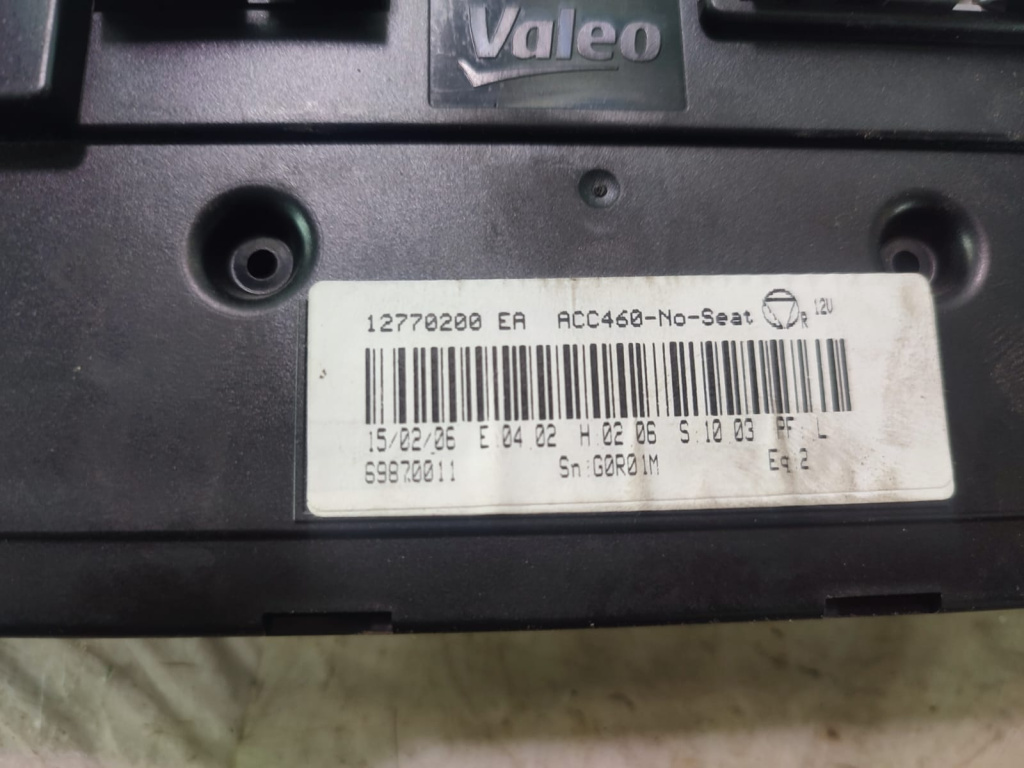 Valeo
12770200 EA ACC460-No-Seat R 12V
15/02/06 E:04 02 H:02 06 S:10 03 PF L
69870011 Sn:G0R01M Eq:2